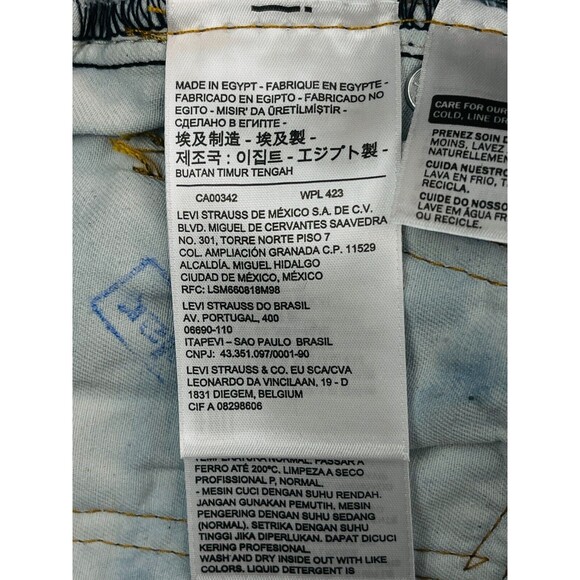 MADE IN EGYPT - FABRIQUE EN EGYPTE -
FABRICADO EN EGIPTO - FABRICADO NO
EGITO - MISIR' DA ÜRETİLMİŞTİR -
СДЕЛАНО В ЕГИПТЕ -
埃及制造 - 埃及製 -
제조국 : 이집트 - エジプト製 -
BUATAN TIMUR TENGAH
CA00342 WPL 423
LEVI STRAUSS DE MÉXICO S.A. DE C.V.
BLVD. MIGUEL DE CERVANTES SAAVEDRA
NO. 301, TORRE NORTE PISO 7
COL. AMPLIACIÓN GRANADA C.P. 11529
ALCALDÍA. MIGUEL HIDALGO
CIUDAD DE MÉXICO, MÉXICO
RFC: LSM660818M98
LEVI STRAUSS DO BRASIL
AV. PORTUGAL, 400
06690-110
ITAPEVI – SAO PAULO BRASIL
CNPJ: 43.351.097/0001-90
LEVI STRAUSS & CO. EU SCA/CVA
LEONARDO DA VINCILAAN, 19 - D
1831 DIEGEM, BELGIUM
CIF A 08298606
TEMPERATURA NORMAL. PASSAR A
FERRO ATÉ 200ºC. LIMPEZA A SECO
PROFISSIONAL P, NORMAL.
- MESIN CUCI DENGAN SUHU RENDAH.
JANGAN GUNAKAN PEMUTIH. MESIN
PENGERING DENGAN SUHU SEDANG
(NORMAL). SETRIKA DENGAN SUHU
TINGGI JIKA DIPERLUKAN. DAPAT DICUCI
KERING PROFESIONAL.
WASH AND DRY INSIDE OUT WITH LIKE
COLORS. LIQUID DETERGENT IS
CARE FOR OUR
COLD, LINE DR
PRENEZ SOIN D
MOINS, LAVEZ
NATURELLEMEN
CUIDA NUESTRO
LAVA EN FRIO, T
RECICLA.
CUIDE DO NOSSO
LAVE EM ÁGUA FR
OU RECICLE.